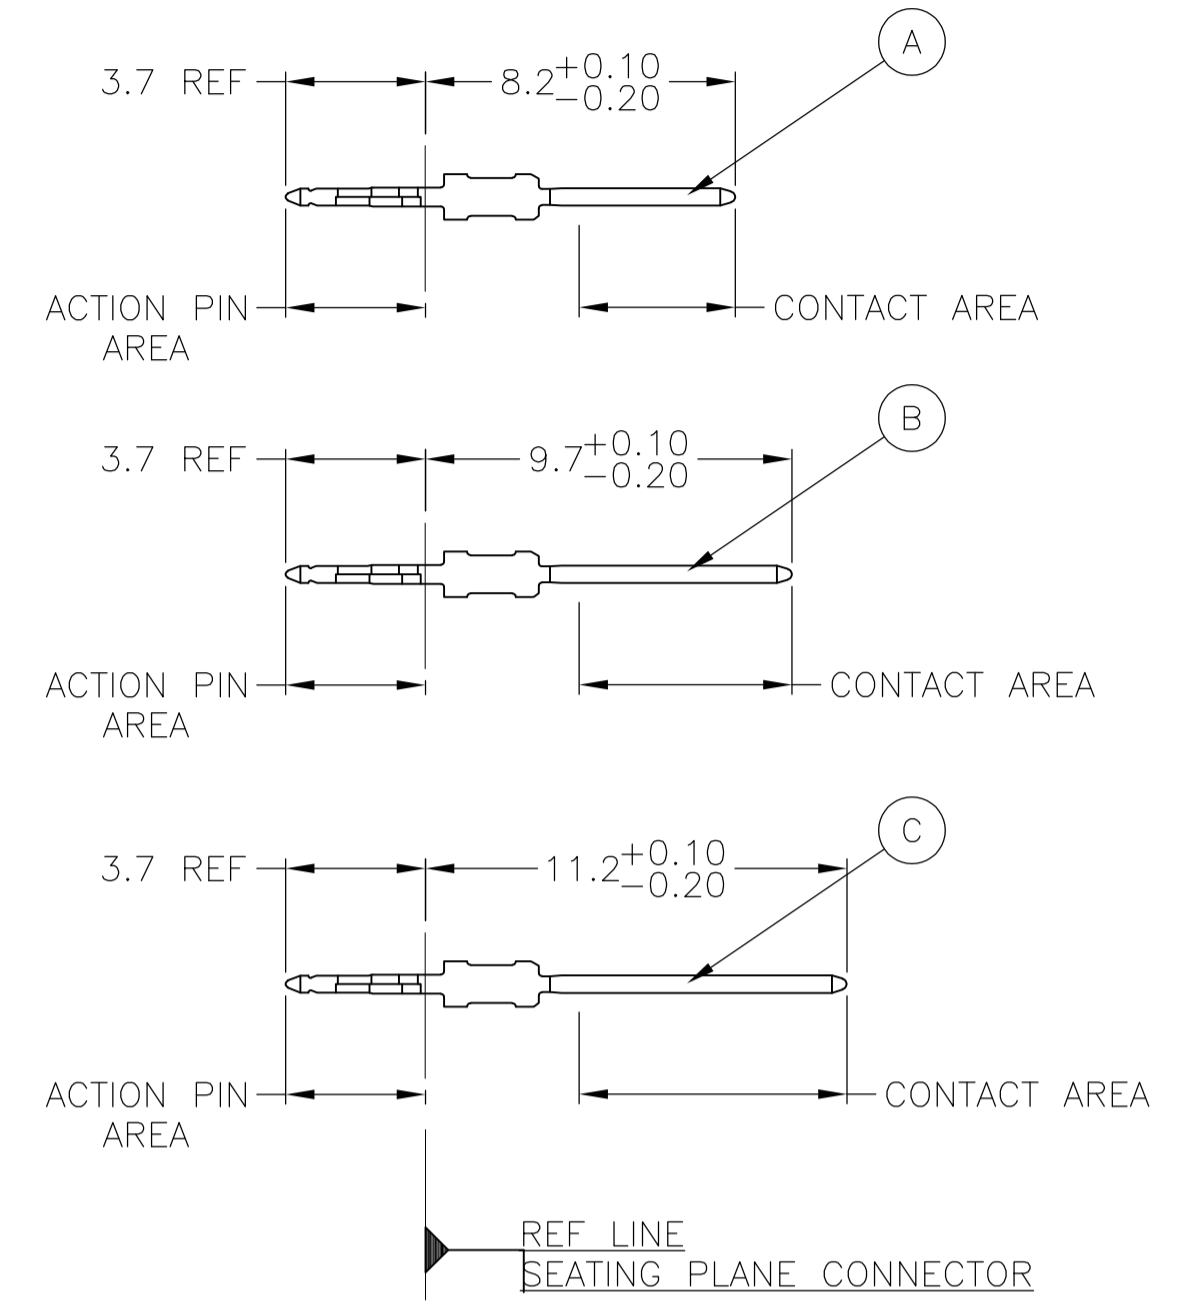 A
3.7 REF
8.2 +0.10
-0.20
ACTION PIN
AREA
CONTACT AREA
B
3.7 REF
9.7 +0.10
-0.20
ACTION PIN
AREA
CONTACT AREA
C
3.7 REF
11.2 +0.10
-0.20
ACTION PIN
AREA
CONTACT AREA
REF LINE
SEATING PLANE CONNECTOR